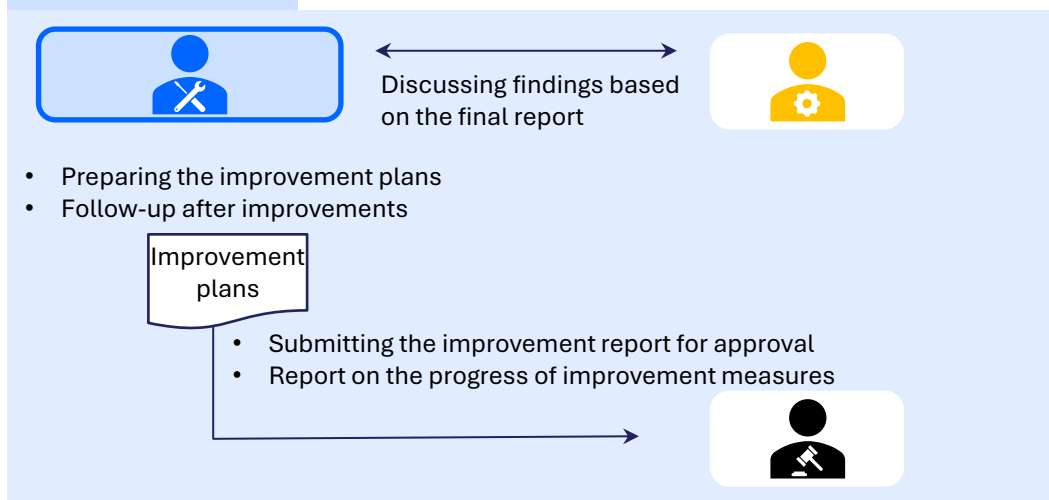 Discussing findings based
on the final report
• Preparing the improvement plans
• Follow-up after improvements
Improvement
plans
• Submitting the improvement report for approval
• Report on the progress of improvement measures